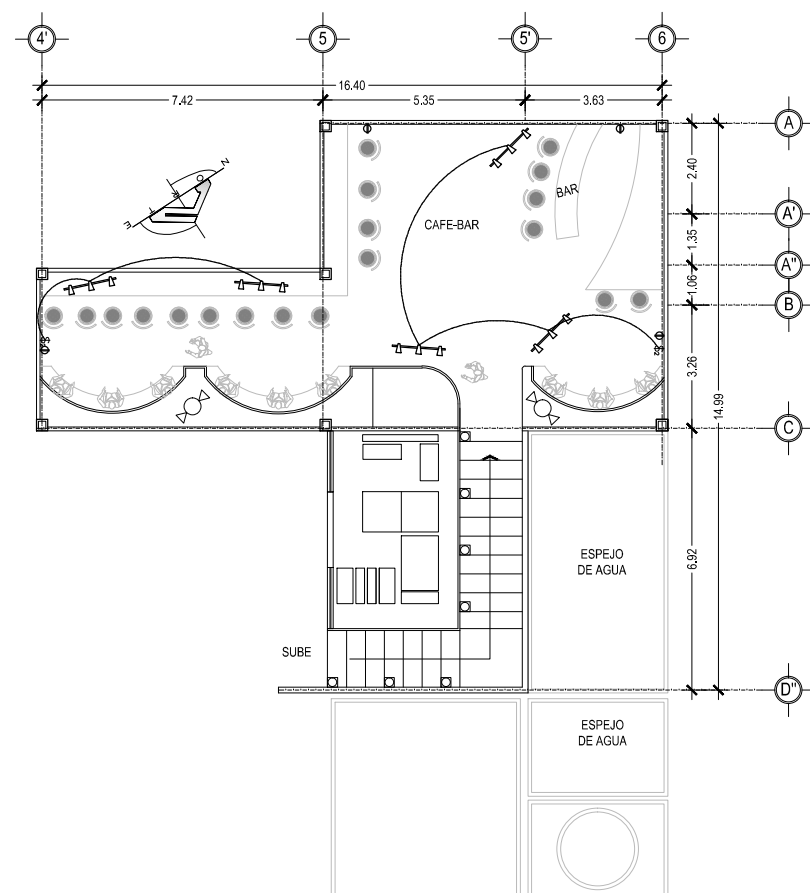 4' 5 5' 6
16.40
7.42 5.35 3.63
A
2.40
N
O
E
BAR
A'
CAFE-BAR
1.35
A"
1.06
B
S2
3.26
14.99
C
ESPEJO
DE AGUA
6.92
SUBE
D"
ESPEJO
DE AGUA